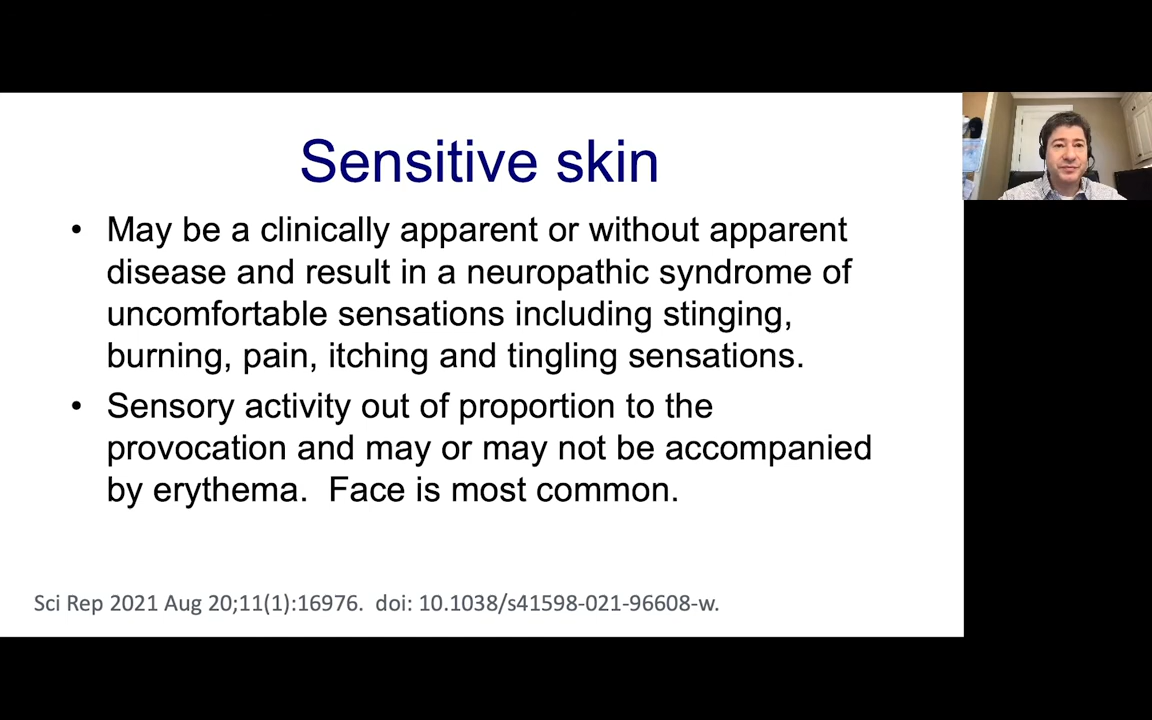 Sensitive skin
• May be a clinically apparent or without apparent
disease and result in a neuropathic syndrome of
uncomfortable sensations including stinging,
burning, pain, itching and tingling sensations.
• Sensory activity out of proportion to the
provocation and may or may not be accompanied
by erythema.  Face is most common.
Sci Rep 2021 Aug 20;11(1):16976.  doi: 10.1038/s41598-021-96608-w.